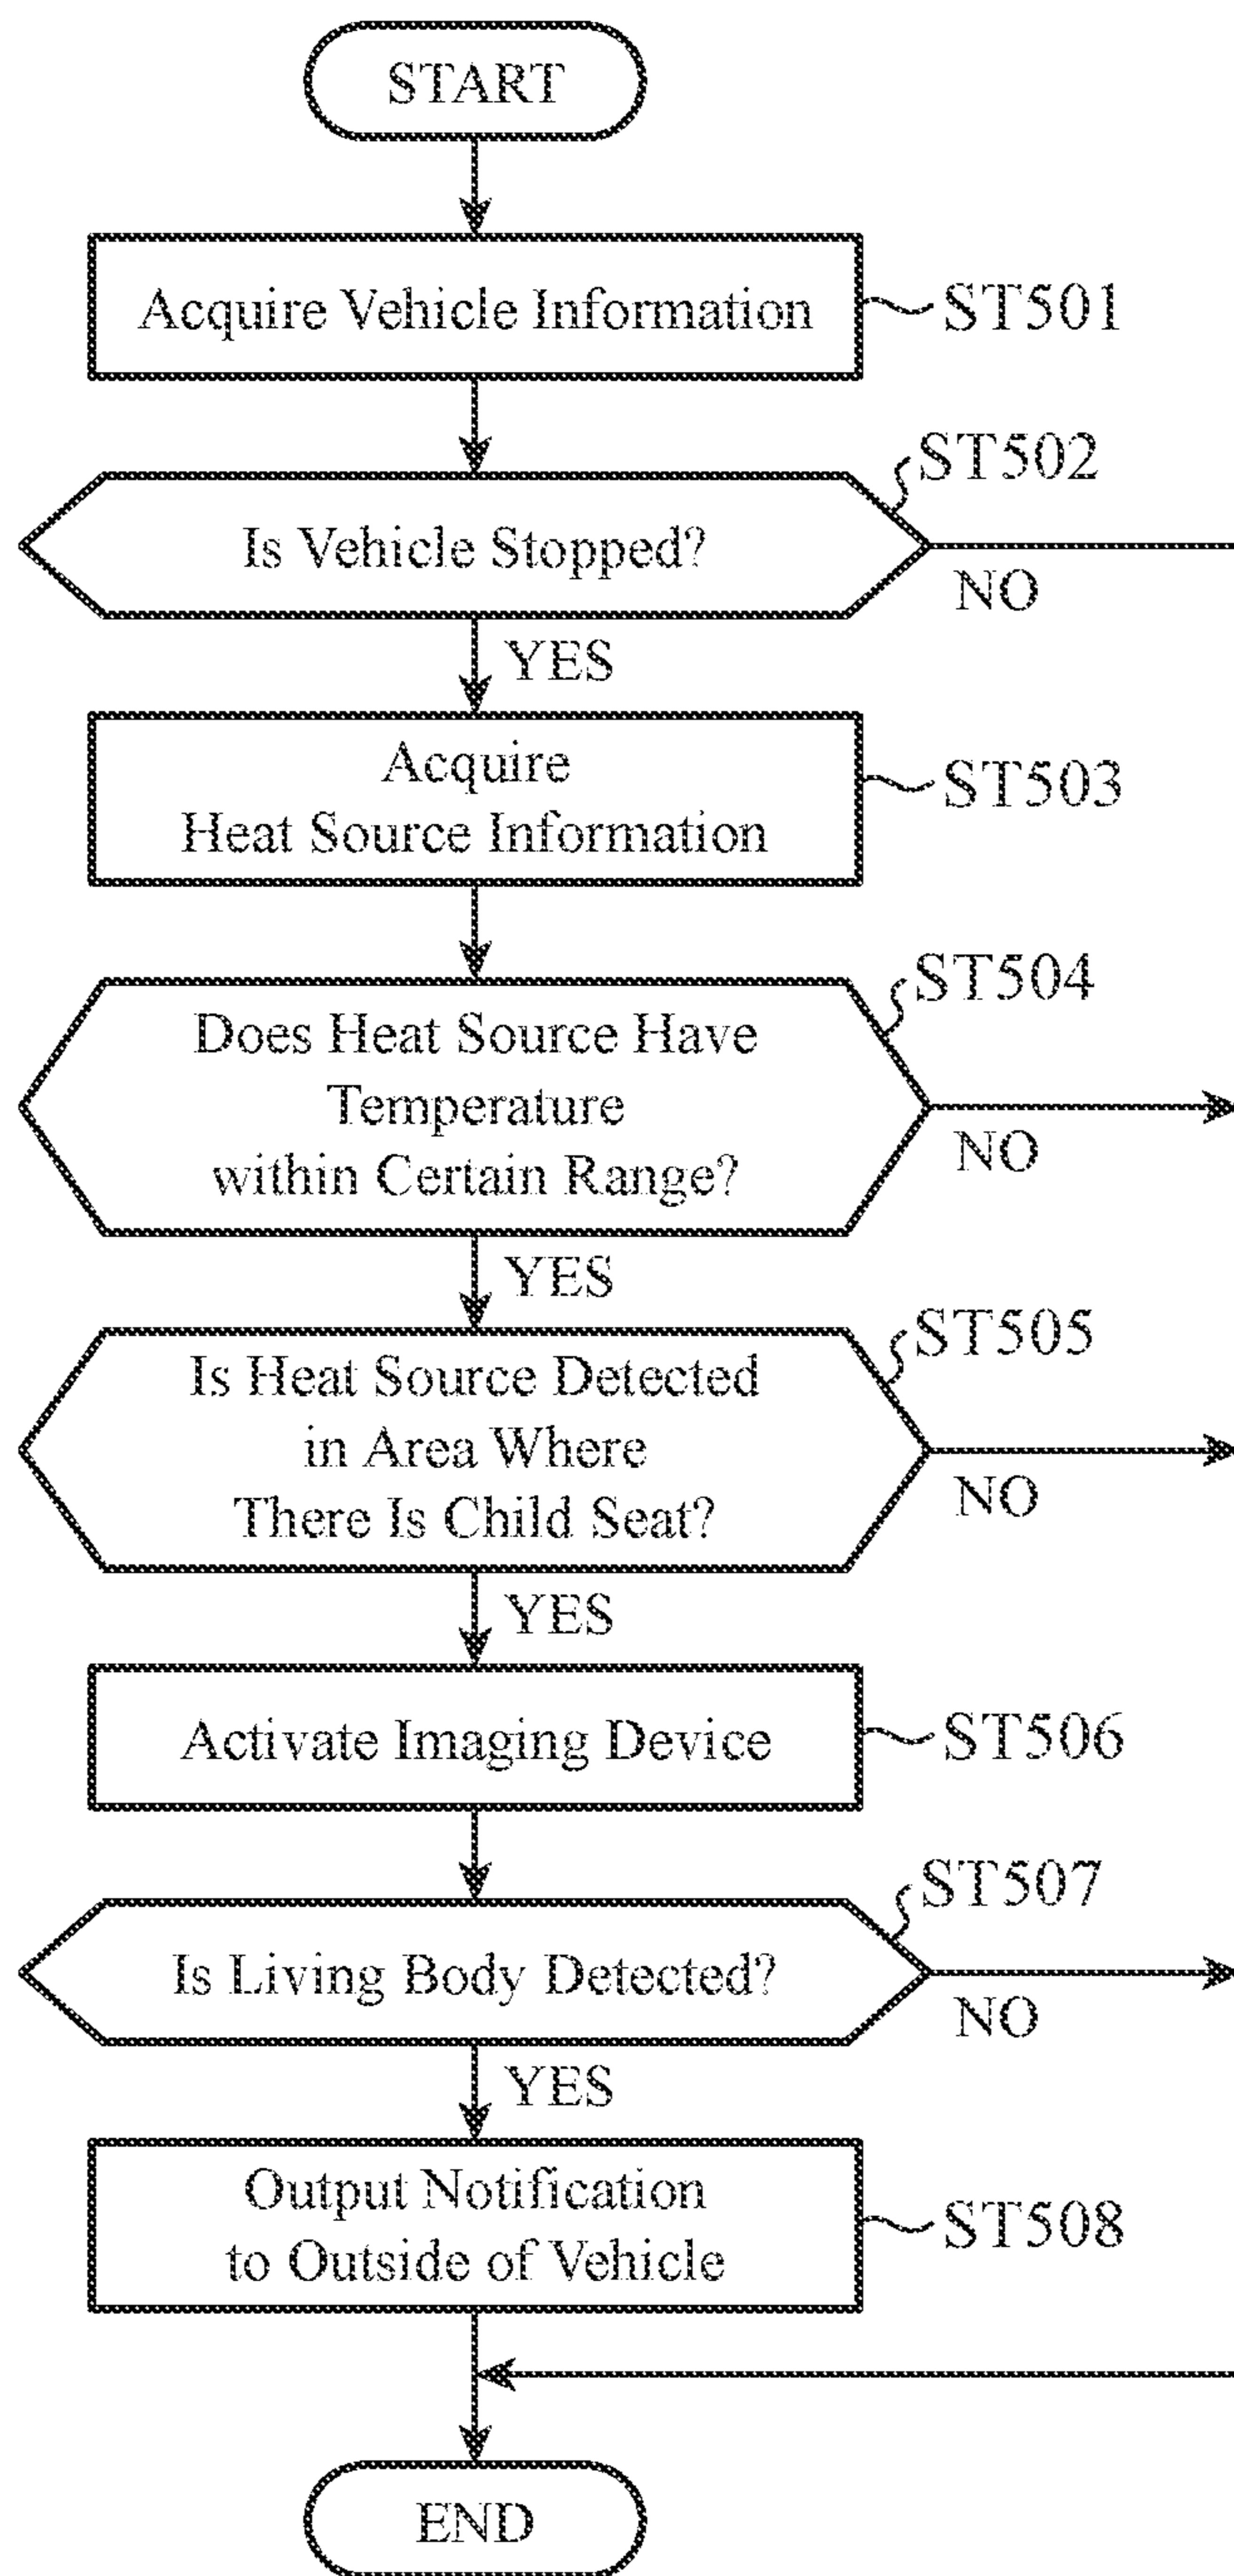 START
Acquire Vehicle Information
ST501
ST502
Is Vehicle Stopped?
NO
YES
Acquire
Heat Source Information
ST503
ST504
Does Heat Source Have
Temperature
within Certain Range?
NO
YES
ST505
Is Heat Source Detected
in Area Where
There Is Child Seat?
NO
YES
Activate Imaging Device
ST506
ST507
Is Living Body Detected?
NO
YES
Output Notification
to Outside of Vehicle
ST508
END